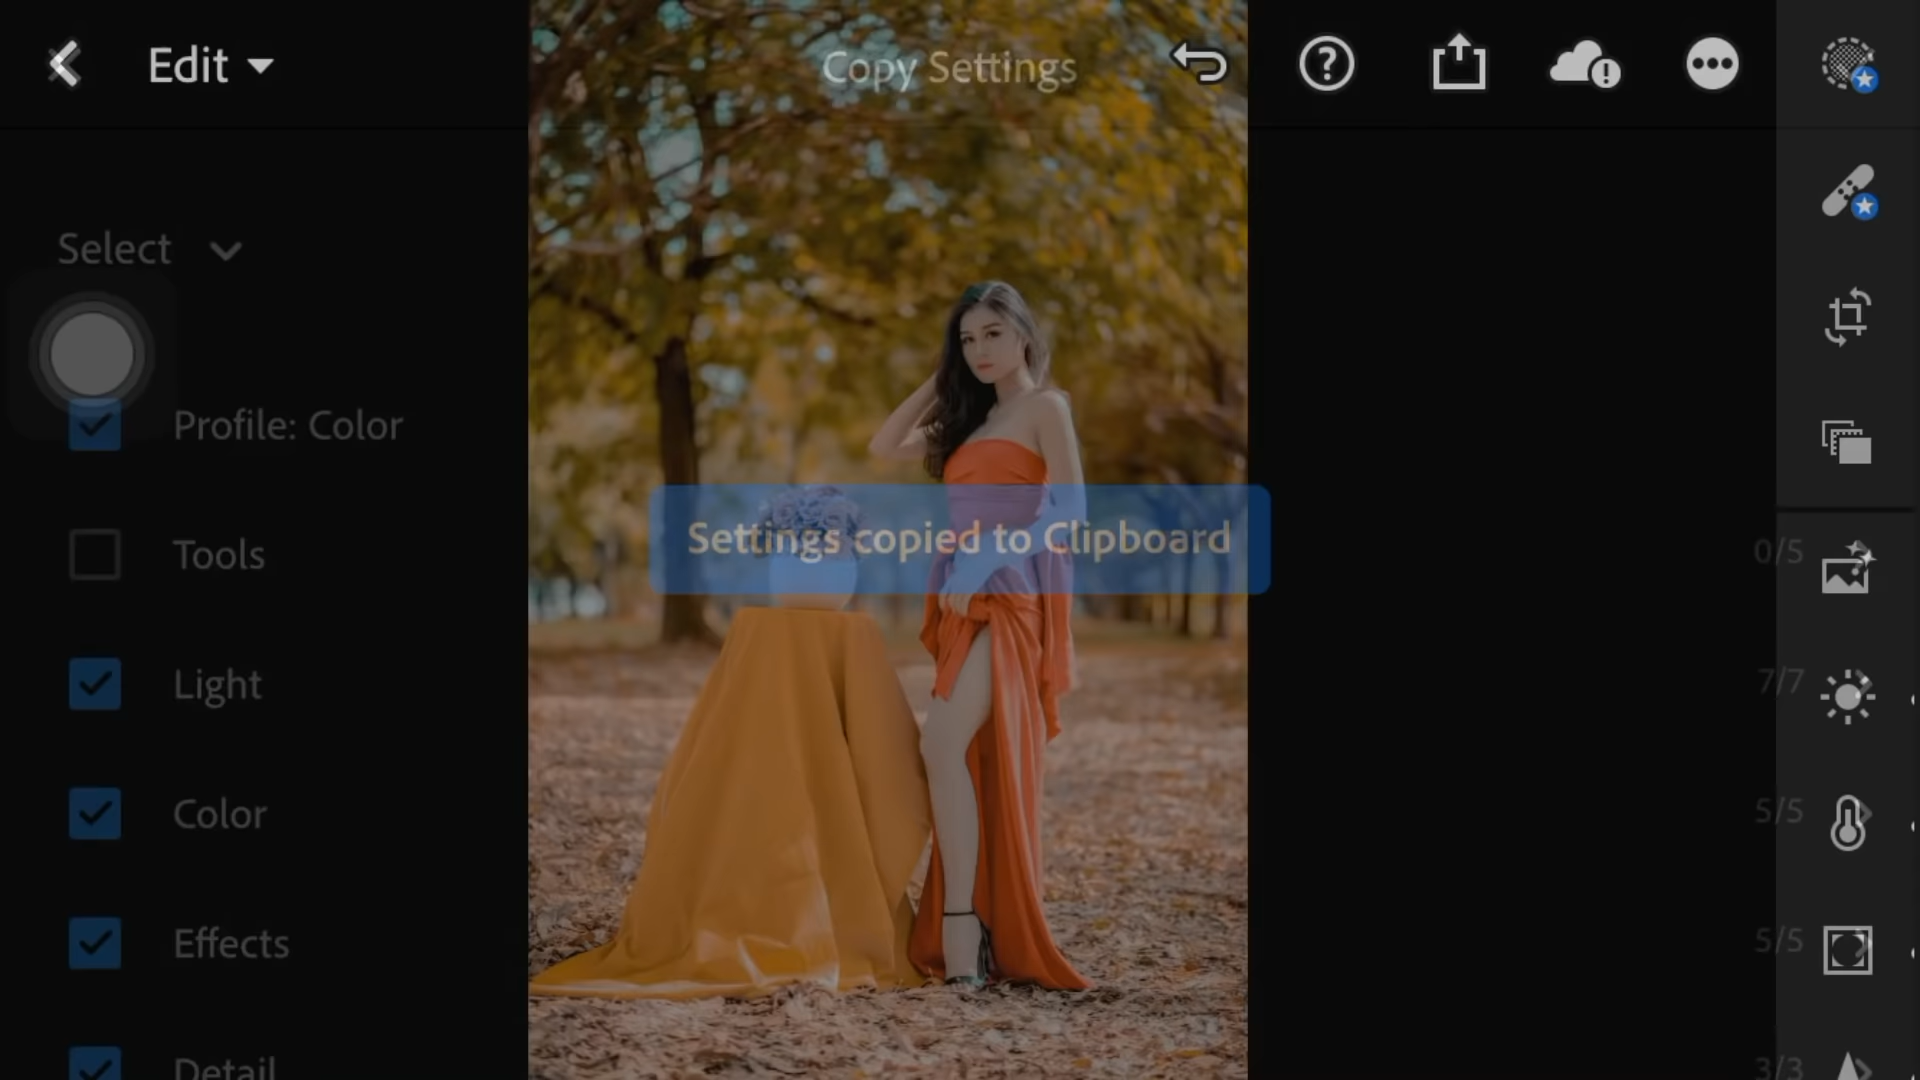 Edit
Copy Settings
Select
Profile: Color
Settings copied to Clipboard
Tools
0/5
Light
7/7
Color
5/5
Effects
5/5
Detail
3/3